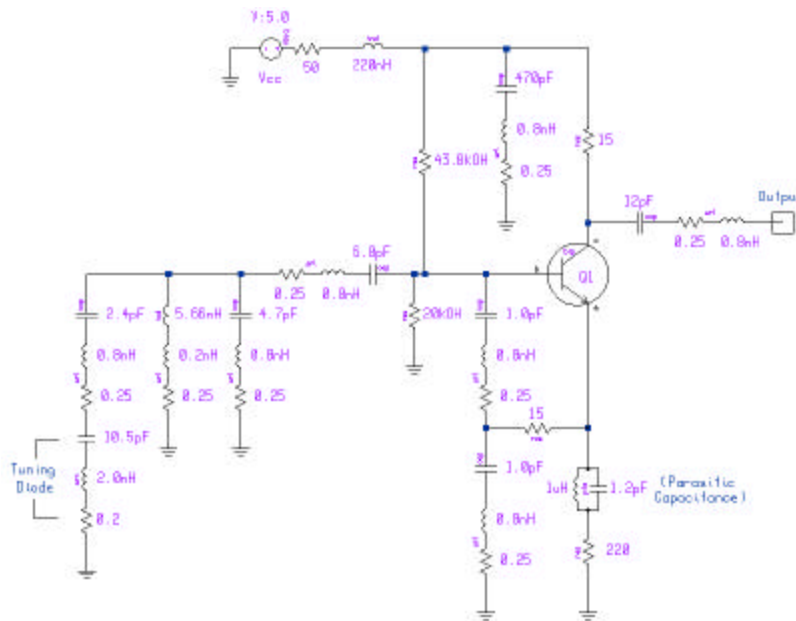 V:5.0
50
220nH
Vcc
470pF
0.8nH
0.25
43.8kOH
15
12pF
Outpu
0.25
0.8nH
6.8pF
0.25
0.8nH
Q1
2.4pF
5.66nH
4.7pF
20kOH
1.0pF
0.8nH
0.2nH
0.8nH
0.8nH
0.25
0.25
0.25
0.25
15
10.5pF
Tuning
Diode
2.0nH
0.2
1.0pF
1uH
1.2pF
(Parasitic
Capacitance)
0.8nH
0.25
220